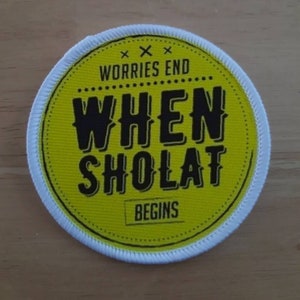 WORRIES END
WHEN
SHOLAT
BEGINS